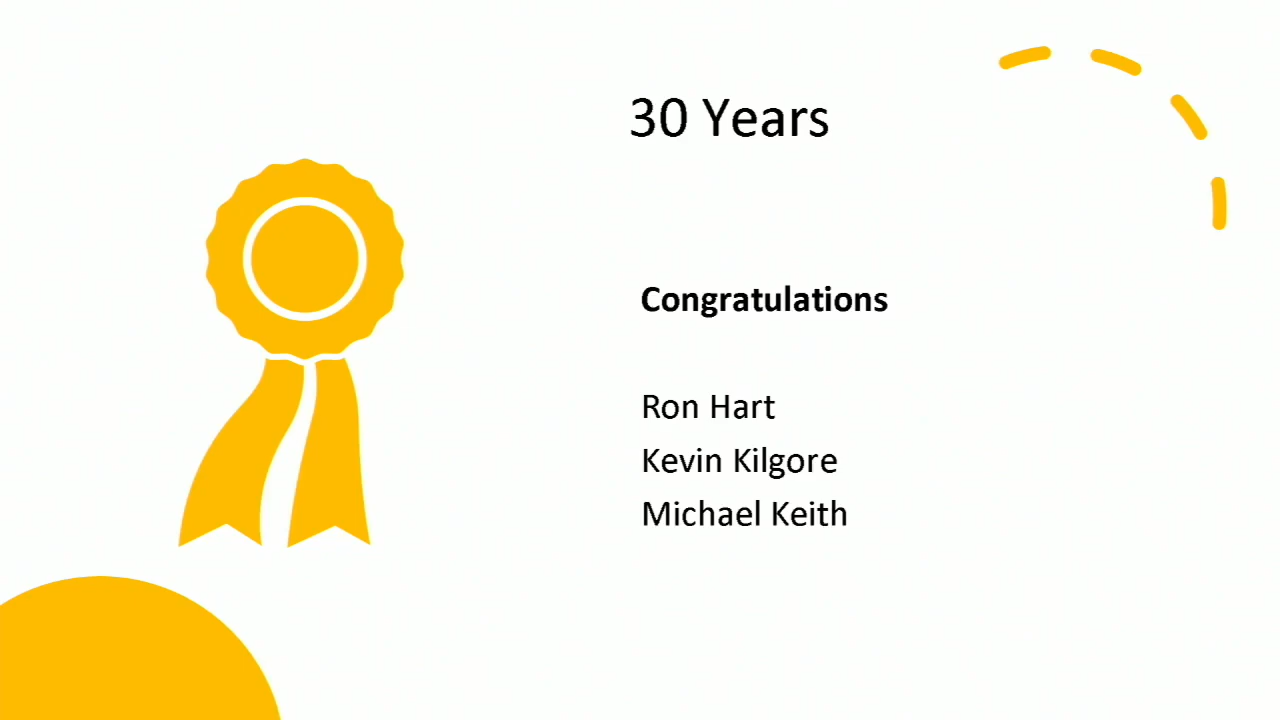 30 Years
Congratulations
Ron Hart
Kevin Kilgore
Michael Keith